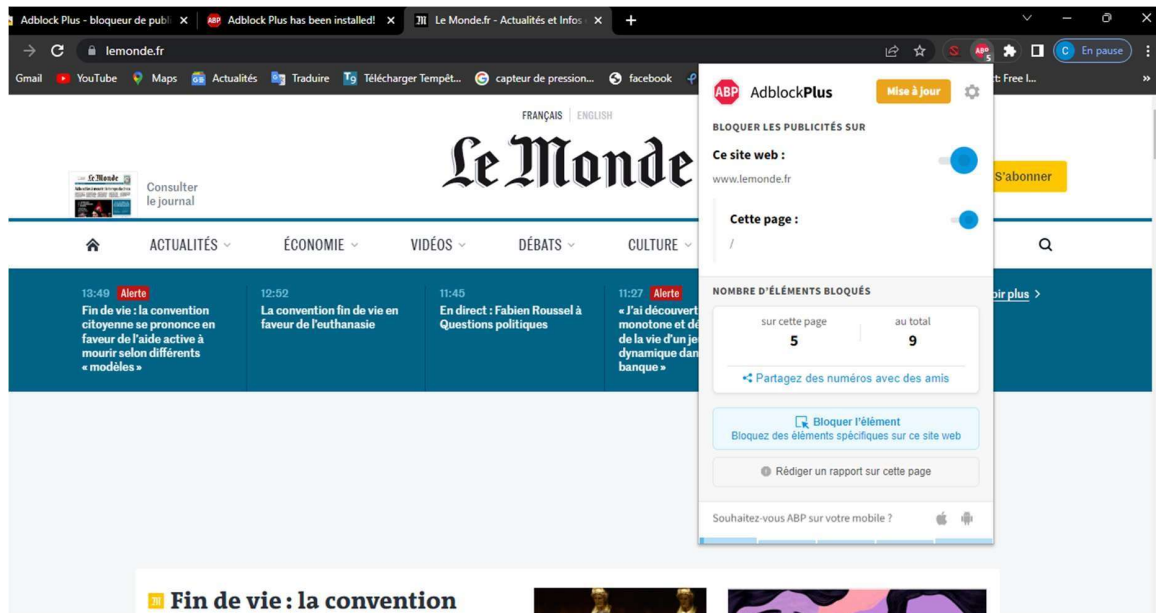 Adblock Plus - bloqueur de publi
Adblock Plus has been installed!
Le Monde.fr - Actualités et Infos
lemonde.fr
ABP
5
C
En pause
Gmail
YouTube
Maps
Actualités
Traduire
Télécharger Tempêt...
capteur de pression...
facebook
t: Free I...
»
FRANÇAIS | ENGLISH
Le Monde
Consulter
le journal
S'abonner
ACTUALITÉS
ÉCONOMIE
VIDÉOS
DÉBATS
CULTURE
13:49 Alerte
Fin de vie : la convention
citoyenne se prononce en
faveur de l'aide active à
mourir selon différents
« modèles »
12:52
La convention fin de vie en
faveur de l'euthanasie
11:45
En direct : Fabien Roussel à
Questions politiques
11:27 Alerte
« J'ai découvert
monotone et dé
de la vie d'un je
dynamique dan
banque »
oir plus >
ABP AdblockPlus
Mise à jour
BLOQUER LES PUBLICITÉS SUR
Ce site web :
www.lemonde.fr
Cette page :
/
NOMBRE D'ÉLÉMENTS BLOQUÉS
sur cette page
5
au total
9
Partagez des numéros avec des amis
Bloquer l'élément
Bloquez des éléments spécifiques sur ce site web
Rédiger un rapport sur cette page
Souhaitez-vous ABP sur votre mobile ?
Fin de vie : la convention